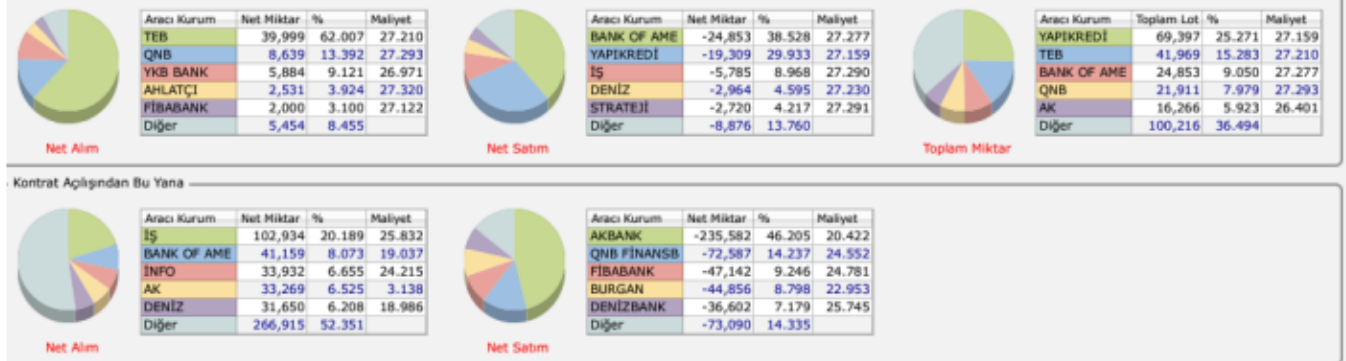 Aracı Kurum Net Miktar % Maliyet
TEB 39,999 62.007 27.210
QNB 8,639 13.392 27.293
YKB BANK 5,884 9.121 26.971
AHLATÇI 2,531 3.924 27.320
FİBABANK 2,000 3.100 27.122
Diğer 5,454 8.455
Net Alım
Aracı Kurum Net Miktar % Maliyet
BANK OF AME -24,853 38.528 27.277
YAPIKREDİ -19,309 29.933 27.159
İŞ -5,785 8.968 27.290
DENİZ -2,964 4.595 27.230
STRATEJİ -2,720 4.217 27.291
Diğer -8,876 13.760
Net Satım
Aracı Kurum Toplam Lot % Maliyet
YAPIKREDİ 69,397 25.271 27.159
TEB 41,969 15.283 27.210
BANK OF AME 24,853 9.050 27.277
QNB 21,911 7.979 27.293
AK 16,266 5.923 26.401
Diğer 100,216 36.494
Toplam Miktar
Kontrat Açılışından Bu Yana
Aracı Kurum Net Miktar % Maliyet
İŞ 102,934 20.189 25.832
BANK OF AME 41,159 8.073 19.037
İNFO 33,932 6.655 24.215
AK 33,269 6.525 3.138
DENİZ 31,650 6.208 18.986
Diğer 266,915 52.351
Net Alım
Aracı Kurum Net Miktar % Maliyet
AKBANK -235,582 46.205 20.422
QNB FİNANSB -72,587 14.237 24.552
FİBABANK -47,142 9.246 24.781
BURGAN -44,856 8.798 22.953
DENİZBANK -36,602 7.179 25.745
Diğer -73,090 14.335
Net Satım